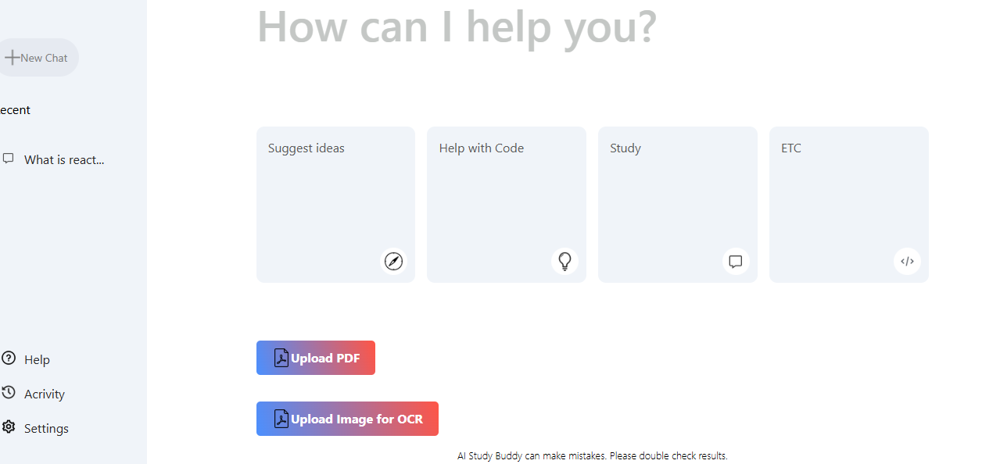 How can I help you?
New Chat
ecent
What is react...
Suggest ideas
Help with Code
Study
ETC
Help
Acrivity
Settings
Upload PDF
Upload Image for OCR
AI Study Buddy can make mistakes. Please double check results.